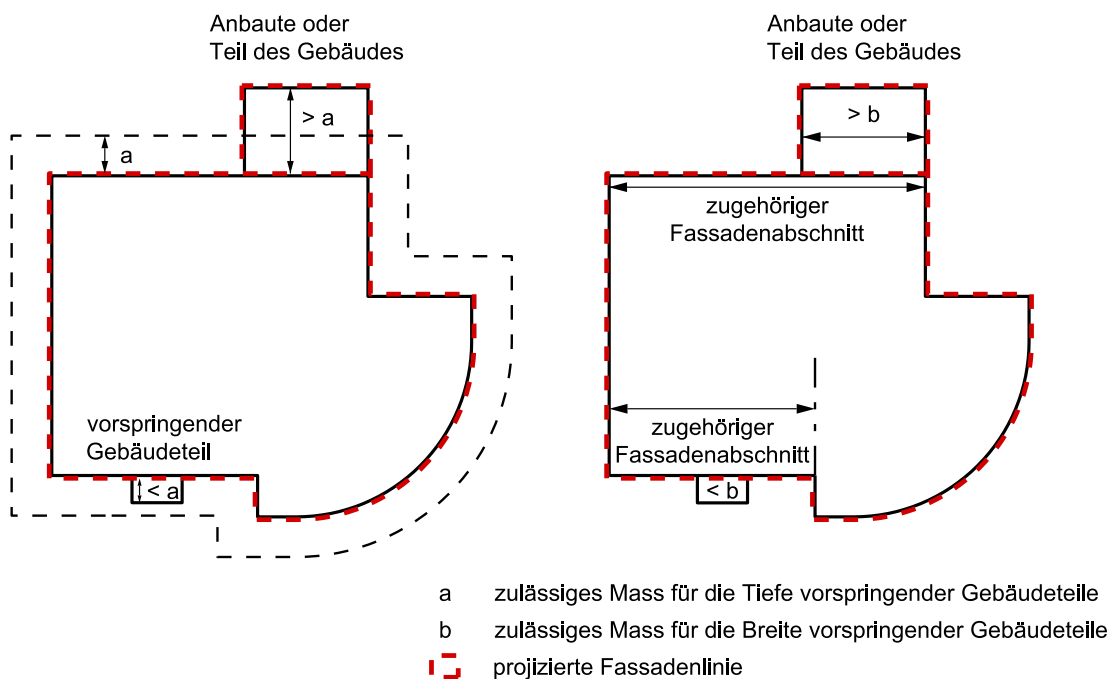 Anbaute oder
Teil des Gebäudes
> a
a
vorspringender
Gebäudeteil
< a
Anbaute oder
Teil des Gebäudes
> b
zugehöriger
Fassadenabschnitt
zugehöriger
Fassadenabschnitt
< b
a zulässiges Mass für die Tiefe vorspringender Gebäudeteile
b zulässiges Mass für die Breite vorspringender Gebäudeteile
projizierte Fassadenlinie